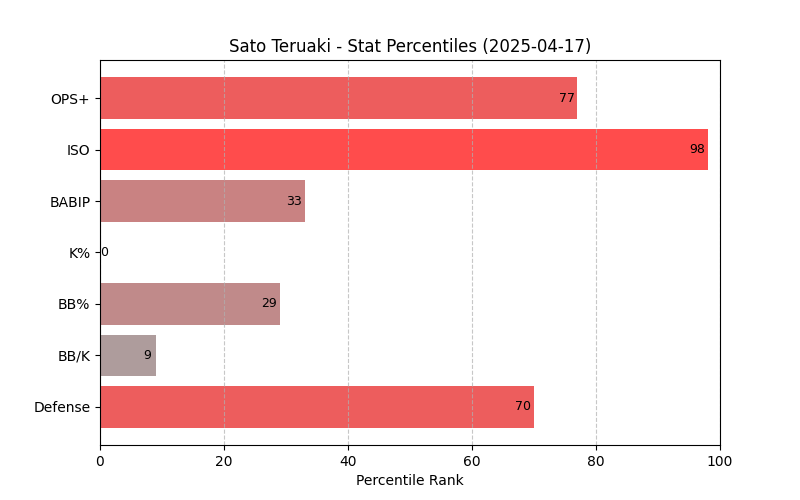 Sato Teruaki - Stat Percentiles (2025-04-17)
OPS+ 77
ISO 98
BABIP 33
K% 0
BB% 29
BB/K 9
Defense 70
0 20 40 60 80 100
Percentile Rank